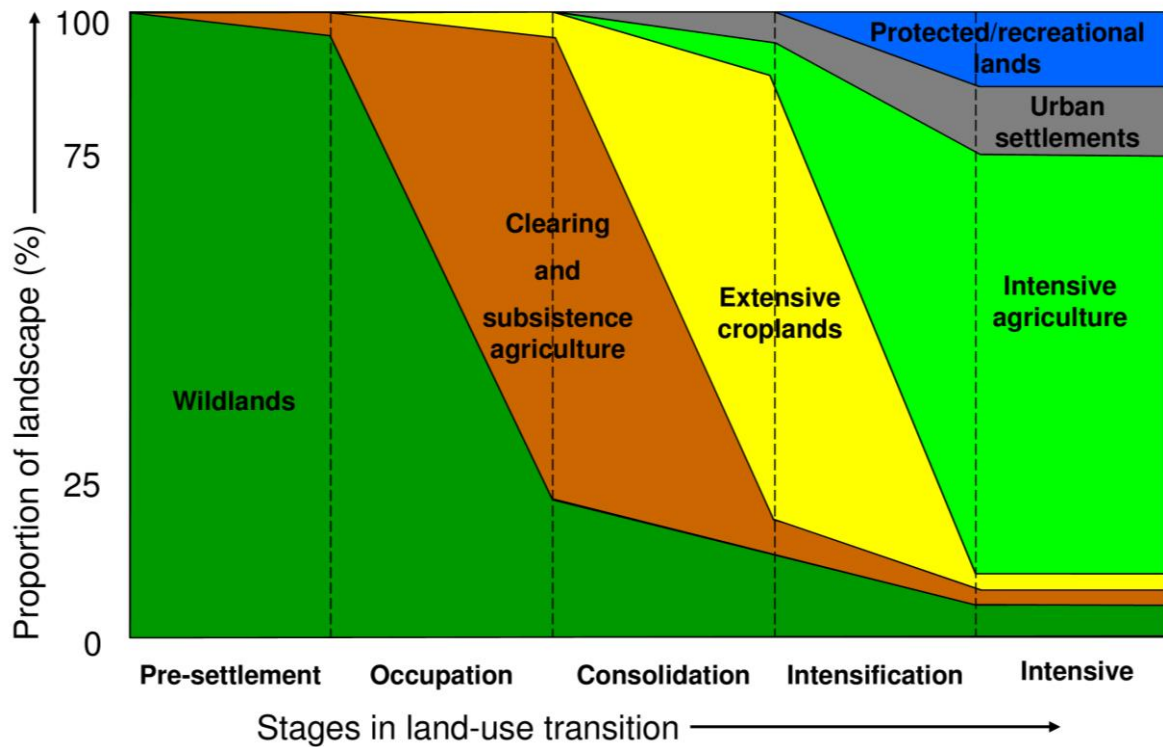 Proportion of landscape (%)
100
75
25
0
Protected/recreational
lands
Urban
settlements
Clearing
and
subsistence
agriculture
Extensive
croplands
Intensive
agriculture
Wildlands
Pre-settlement
Occupation
Consolidation
Intensification
Intensive
Stages in land-use transition